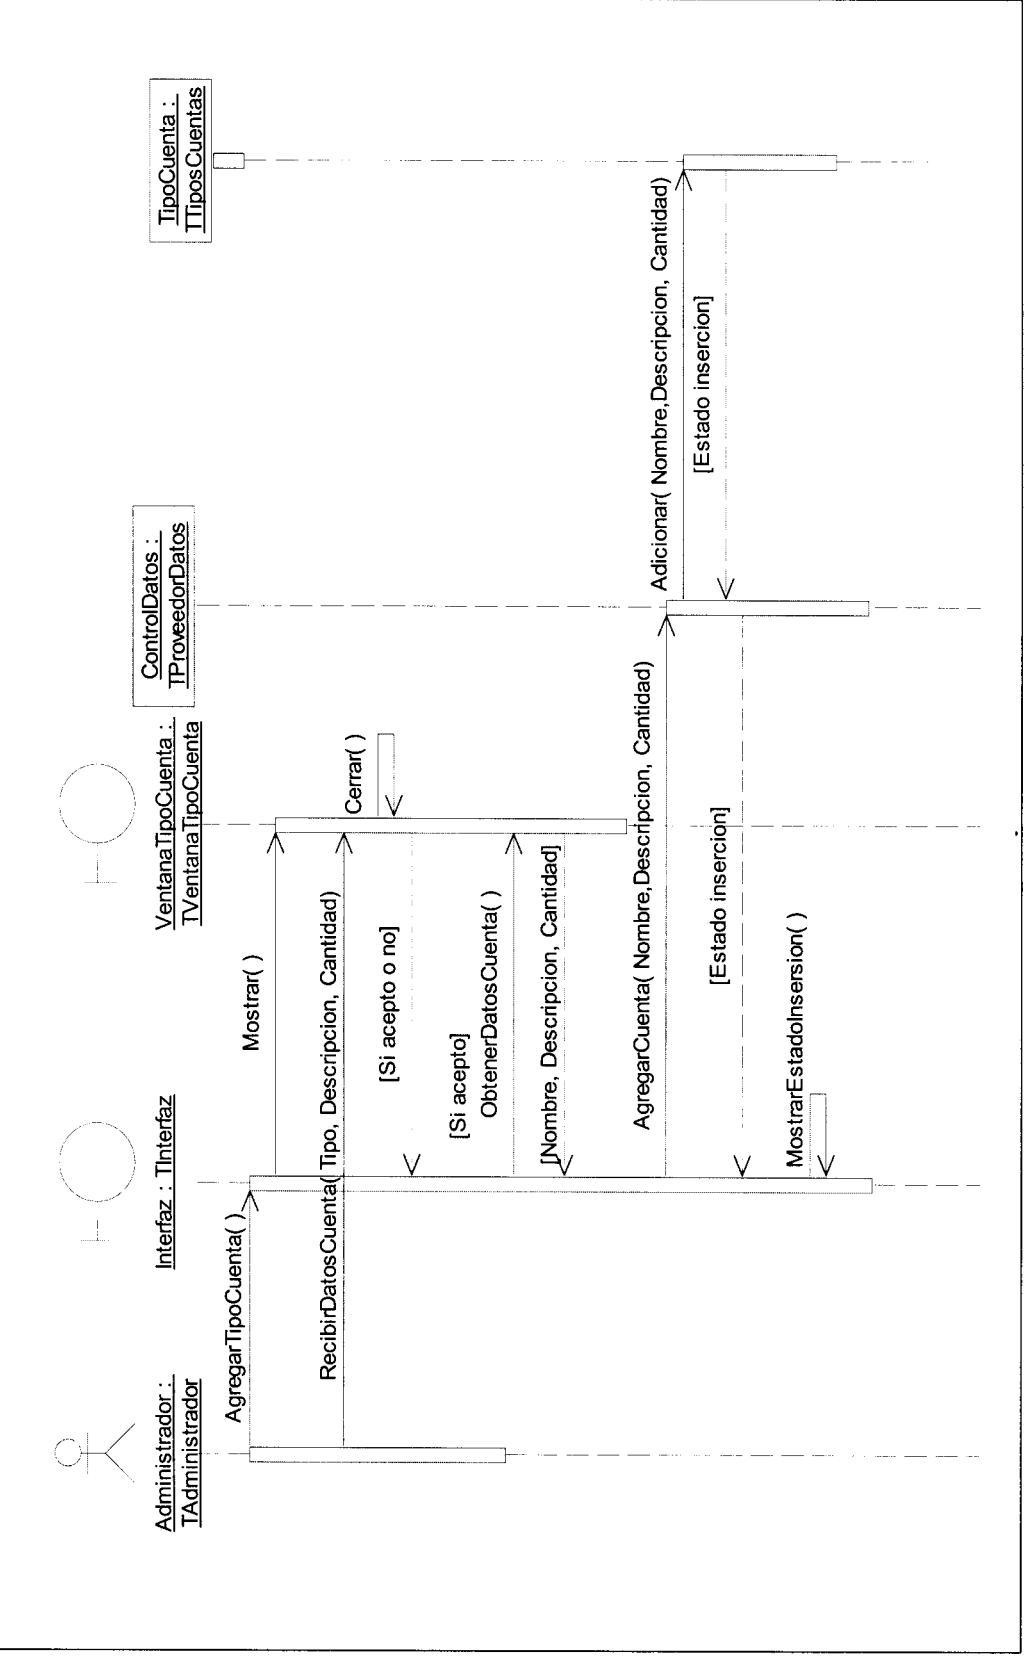 Administrador :
TAdministrador
Interfaz : TInterfaz
VentanaTipoCuenta :
TVentanaTipoCuenta
ControlDatos :
TProveedorDatos
TipoCuenta :
TTiposCuentas
AgregarTipoCuenta( )
Mostrar( )
RecibirDatosCuenta( Tipo, Descripcion, Cantidad)
Cerrar( )
[Si acepto o no]
[Si acepto]
ObtenerDatosCuenta( )
[Nombre, Descripcion, Cantidad]
AgregarCuenta( Nombre,Descripcion, Cantidad)
Adicionar( Nombre,Descripcion, Cantidad)
[Estado insercion]
[Estado insercion]
MostrarEstadoInsersion( )